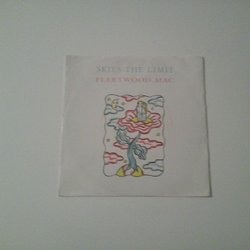 SKIES THE LIMIT
FLEETWOOD MAC